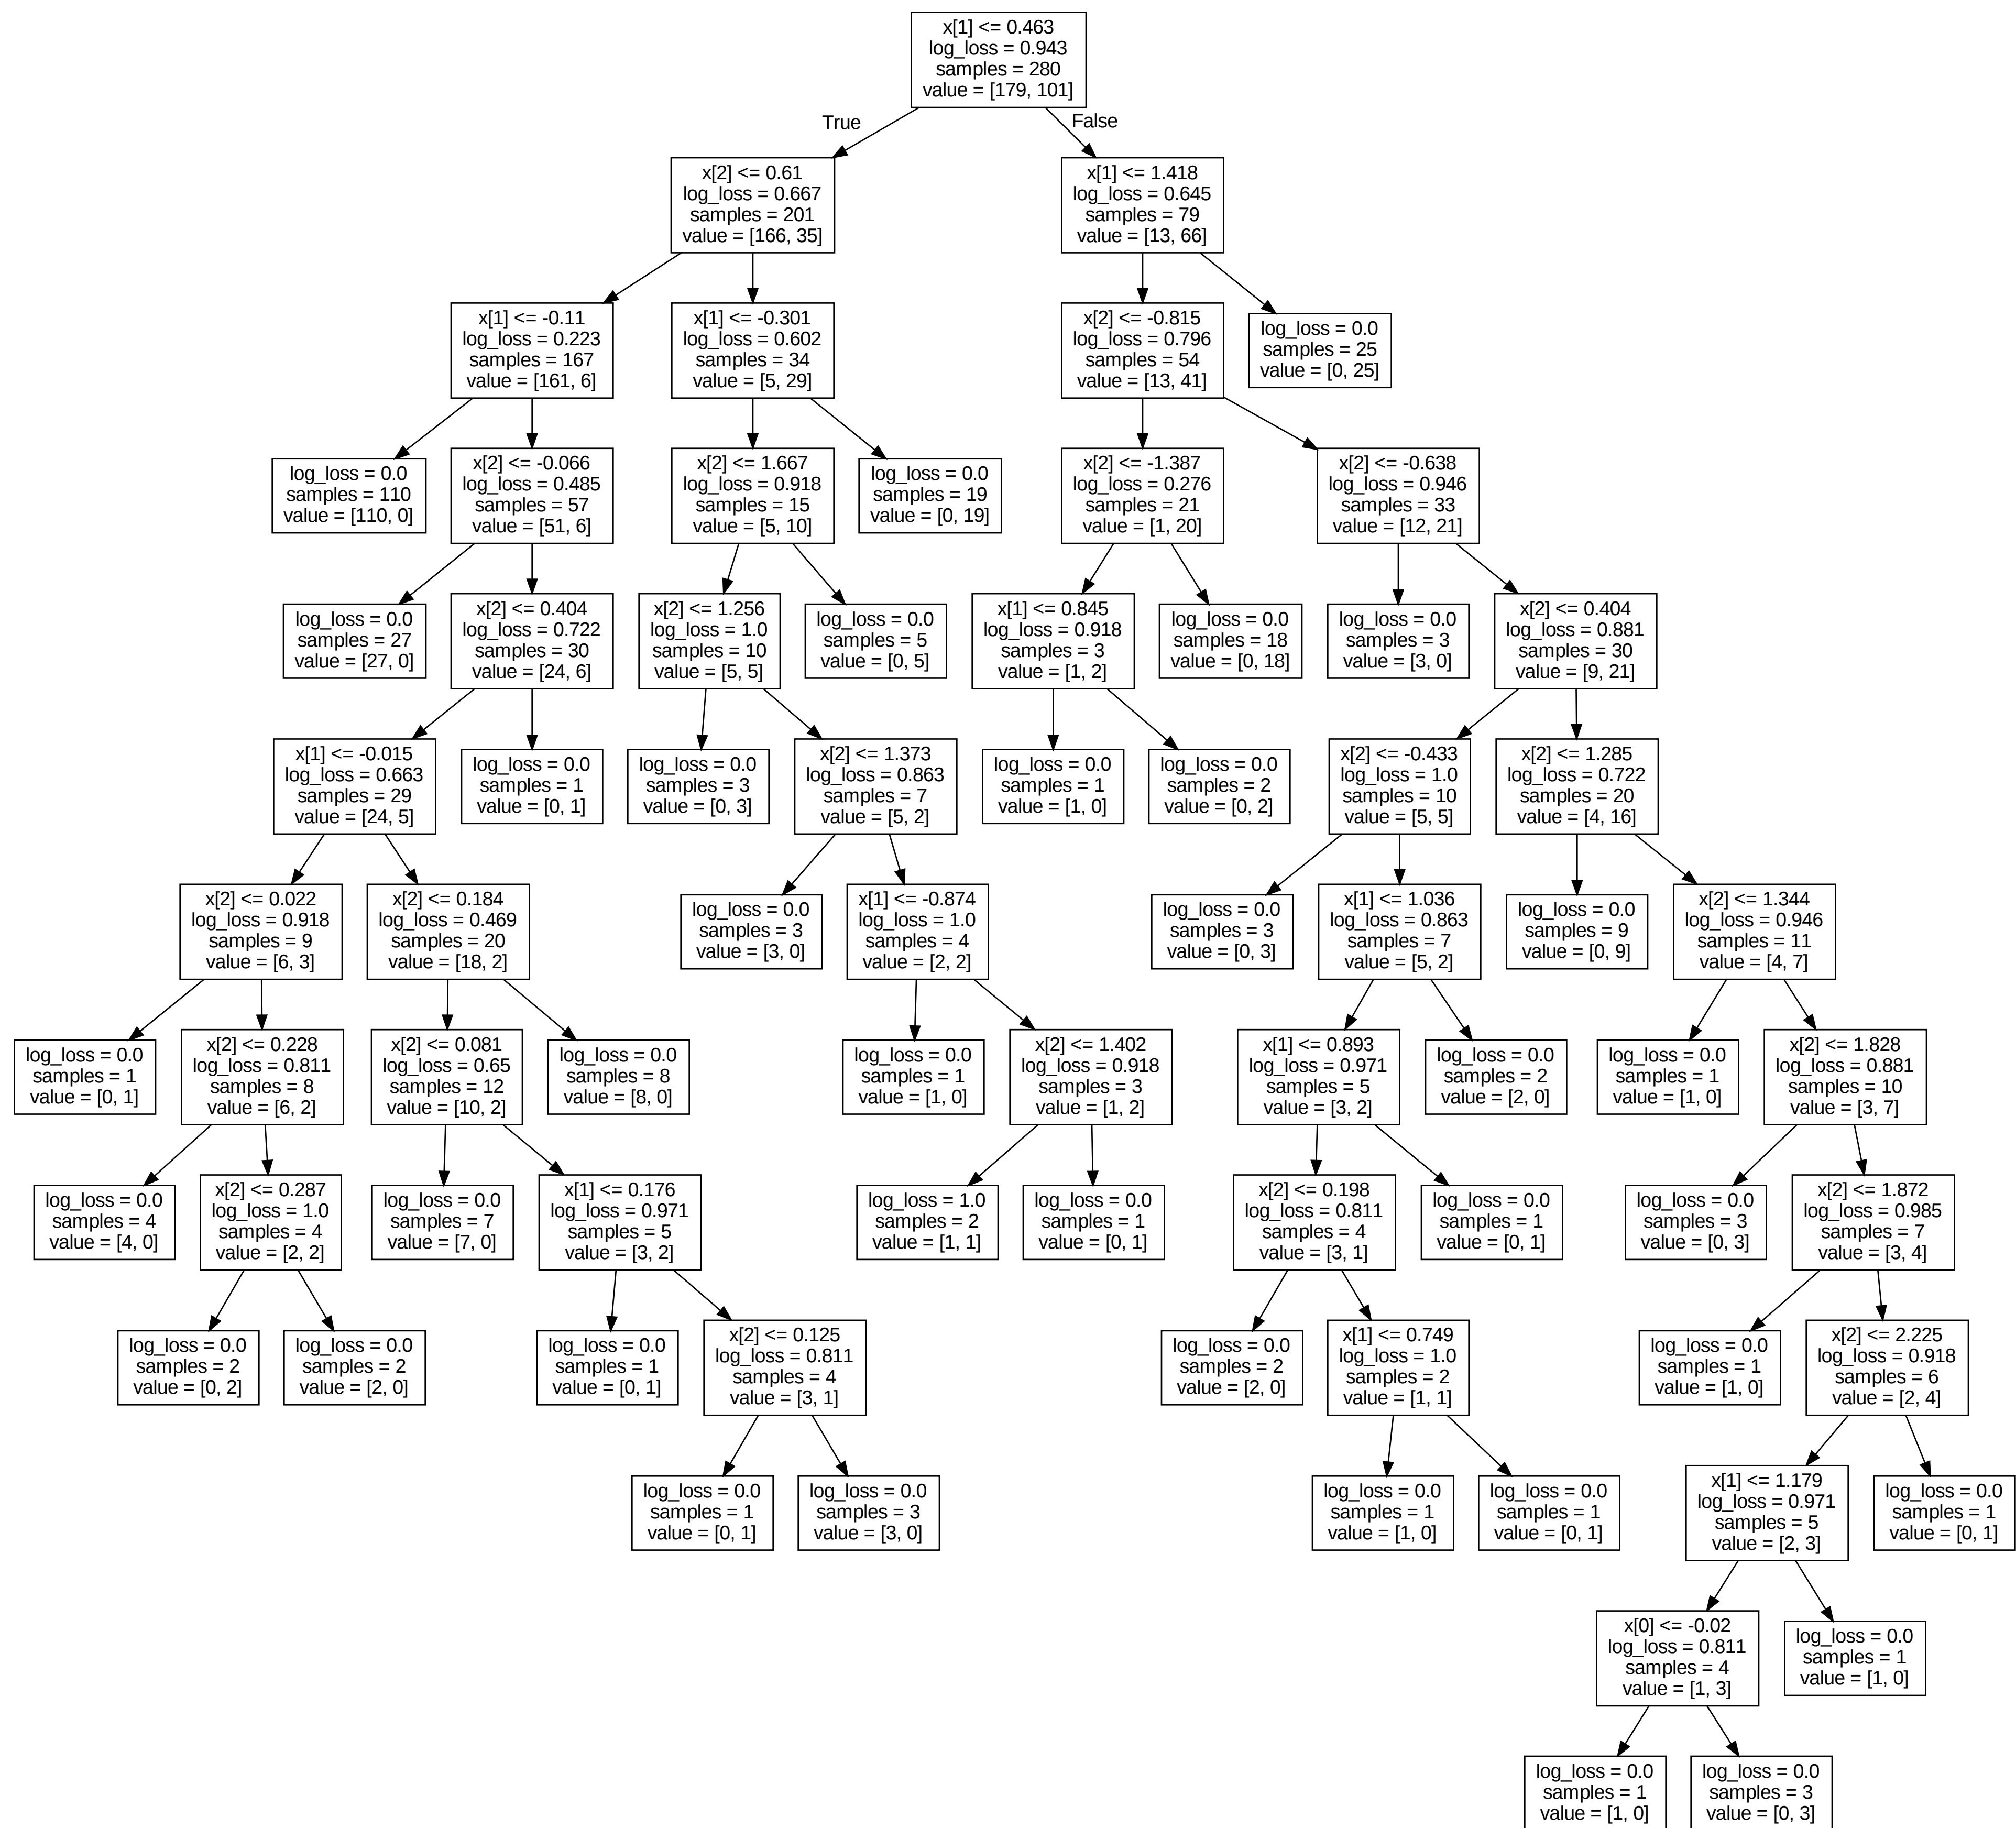 x[1] <= 0.463
log_loss = 0.943
samples = 280
value = [179, 101]
True
False
x[2] <= 0.61
log_loss = 0.667
samples = 201
value = [166, 35]
x[1] <= 1.418
log_loss = 0.645
samples = 79
value = [13, 66]
x[1] <= -0.11
log_loss = 0.223
samples = 167
value = [161, 6]
x[1] <= -0.301
log_loss = 0.602
samples = 34
value = [5, 29]
x[2] <= -0.815
log_loss = 0.796
samples = 54
value = [13, 41]
log_loss = 0.0
samples = 25
value = [0, 25]
log_loss = 0.0
samples = 110
value = [110, 0]
x[2] <= -0.066
log_loss = 0.485
samples = 57
value = [51, 6]
x[2] <= 1.667
log_loss = 0.918
samples = 15
value = [5, 10]
log_loss = 0.0
samples = 19
value = [0, 19]
x[2] <= -1.387
log_loss = 0.276
samples = 21
value = [1, 20]
x[2] <= -0.638
log_loss = 0.946
samples = 33
value = [12, 21]
log_loss = 0.0
samples = 27
value = [27, 0]
x[2] <= 0.404
log_loss = 0.722
samples = 30
value = [24, 6]
x[2] <= 1.256
log_loss = 1.0
samples = 10
value = [5, 5]
log_loss = 0.0
samples = 5
value = [0, 5]
x[1] <= 0.845
log_loss = 0.918
samples = 3
value = [1, 2]
log_loss = 0.0
samples = 18
value = [0, 18]
log_loss = 0.0
samples = 3
value = [3, 0]
x[2] <= 0.404
log_loss = 0.881
samples = 30
value = [9, 21]
x[1] <= -0.015
log_loss = 0.663
samples = 29
value = [24, 5]
log_loss = 0.0
samples = 1
value = [0, 1]
log_loss = 0.0
samples = 3
value = [0, 3]
x[2] <= 1.373
log_loss = 0.863
samples = 7
value = [5, 2]
log_loss = 0.0
samples = 1
value = [1, 0]
log_loss = 0.0
samples = 2
value = [0, 2]
x[2] <= -0.433
log_loss = 1.0
samples = 10
value = [5, 5]
x[2] <= 1.285
log_loss = 0.722
samples = 20
value = [4, 16]
x[2] <= 0.022
log_loss = 0.918
samples = 9
value = [6, 3]
x[2] <= 0.184
log_loss = 0.469
samples = 20
value = [18, 2]
log_loss = 0.0
samples = 3
value = [3, 0]
x[1] <= -0.874
log_loss = 1.0
samples = 4
value = [2, 2]
log_loss = 0.0
samples = 3
value = [0, 3]
x[1] <= 1.036
log_loss = 0.863
samples = 7
value = [5, 2]
log_loss = 0.0
samples = 9
value = [0, 9]
x[2] <= 1.344
log_loss = 0.946
samples = 11
value = [4, 7]
log_loss = 0.0
samples = 1
value = [0, 1]
x[2] <= 0.228
log_loss = 0.811
samples = 8
value = [6, 2]
x[2] <= 0.081
log_loss = 0.65
samples = 12
value = [10, 2]
log_loss = 0.0
samples = 8
value = [8, 0]
log_loss = 0.0
samples = 1
value = [1, 0]
x[2] <= 1.402
log_loss = 0.918
samples = 3
value = [1, 2]
x[1] <= 0.893
log_loss = 0.971
samples = 5
value = [3, 2]
log_loss = 0.0
samples = 2
value = [2, 0]
log_loss = 0.0
samples = 1
value = [1, 0]
x[2] <= 1.828
log_loss = 0.881
samples = 10
value = [3, 7]
log_loss = 0.0
samples = 4
value = [4, 0]
x[2] <= 0.287
log_loss = 1.0
samples = 4
value = [2, 2]
log_loss = 0.0
samples = 7
value = [7, 0]
x[1] <= 0.176
log_loss = 0.971
samples = 5
value = [3, 2]
log_loss = 1.0
samples = 2
value = [1, 1]
log_loss = 0.0
samples = 1
value = [0, 1]
x[2] <= 0.198
log_loss = 0.811
samples = 4
value = [3, 1]
log_loss = 0.0
samples = 1
value = [0, 1]
log_loss = 0.0
samples = 3
value = [0, 3]
x[2] <= 1.872
log_loss = 0.985
samples = 7
value = [3, 4]
log_loss = 0.0
samples = 2
value = [0, 2]
log_loss = 0.0
samples = 2
value = [2, 0]
log_loss = 0.0
samples = 1
value = [0, 1]
x[2] <= 0.125
log_loss = 0.811
samples = 4
value = [3, 1]
log_loss = 0.0
samples = 2
value = [2, 0]
x[1] <= 0.749
log_loss = 1.0
samples = 2
value = [1, 1]
log_loss = 0.0
samples = 1
value = [1, 0]
x[2] <= 2.225
log_loss = 0.918
samples = 6
value = [2, 4]
log_loss = 0.0
samples = 1
value = [0, 1]
log_loss = 0.0
samples = 3
value = [3, 0]
log_loss = 0.0
samples = 1
value = [1, 0]
log_loss = 0.0
samples = 1
value = [0, 1]
x[1] <= 1.179
log_loss = 0.971
samples = 5
value = [2, 3]
log_loss = 0.0
samples = 1
value = [0, 1]
x[0] <= -0.02
log_loss = 0.811
samples = 4
value = [1, 3]
log_loss = 0.0
samples = 1
value = [1, 0]
log_loss = 0.0
samples = 1
value = [1, 0]
log_loss = 0.0
samples = 3
value = [0, 3]